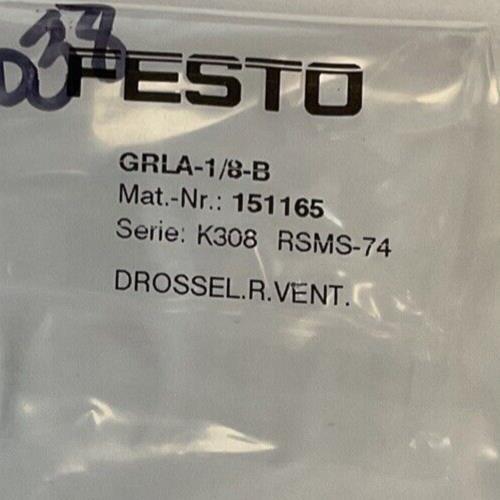 FESTO
GRLA-1/8-B
Mat.-Nr.: 151165
Serie: K308 RSMS-74
DROSSEL.R.VENT.